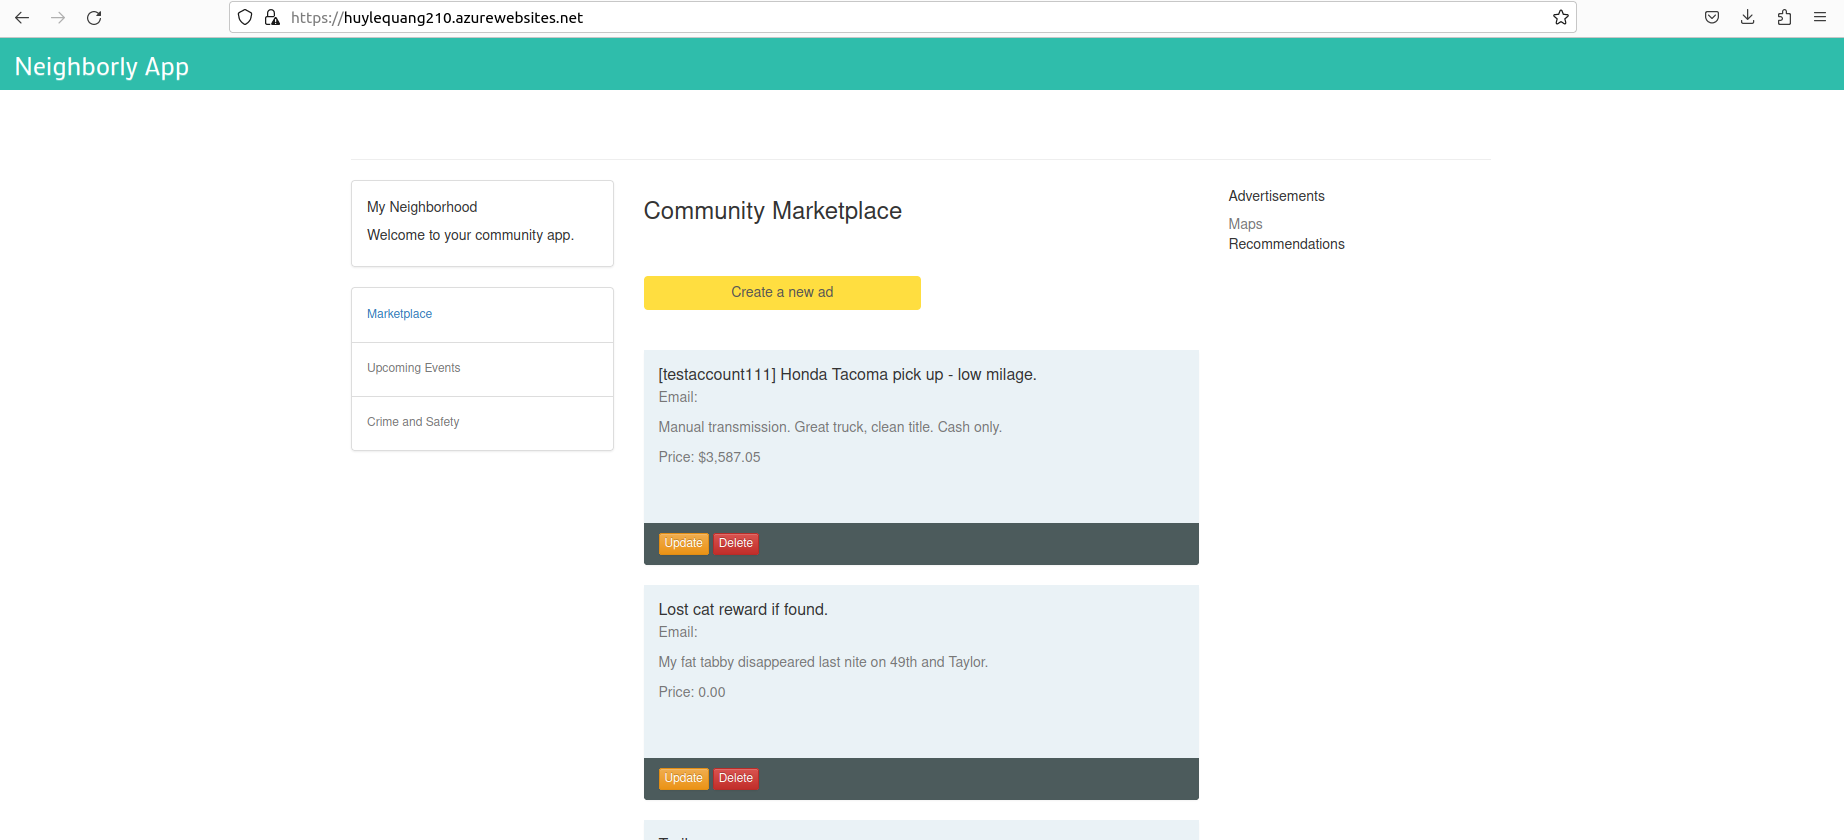 https://huylequang210.azurewebsites.net
Neighborly App
My Neighborhood
Welcome to your community app.
Marketplace
Upcoming Events
Crime and Safety
Community Marketplace
Create a new ad
[testaccount111] Honda Tacoma pick up - low milage.
Email:
Manual transmission. Great truck, clean title. Cash only.
Price: $3,587.05
Update Delete
Lost cat reward if found.
Email:
My fat tabby disappeared last nite on 49th and Taylor.
Price: 0.00
Update Delete
Advertisements
Maps
Recommendations